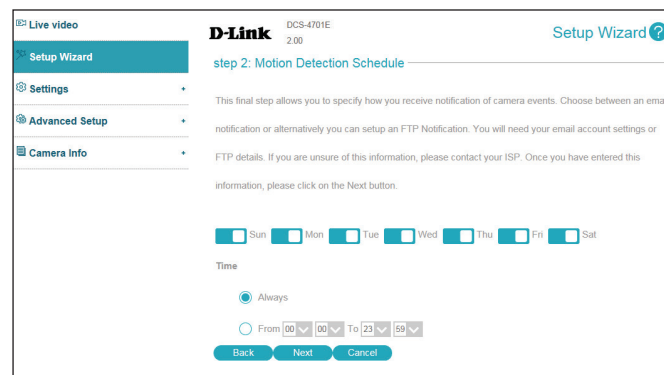 Live video
Setup Wizard
Settings +
Advanced Setup +
Camera Info +
D-Link DCS-4701E
2.00
Setup Wizard ?
step 2: Motion Detection Schedule
This final step allows you to specify how you receive notification of camera events. Choose between an ema
notification or alternatively you can setup an FTP Notification. You will need your email account settings or
FTP details. If you are unsure of this information, please contact your ISP. Once you have entered this
information, please click on the Next button.
Sun Mon Tue Wed Thu Fri Sat
Time
Always
From 00 00 To 23 59
Back Next Cancel